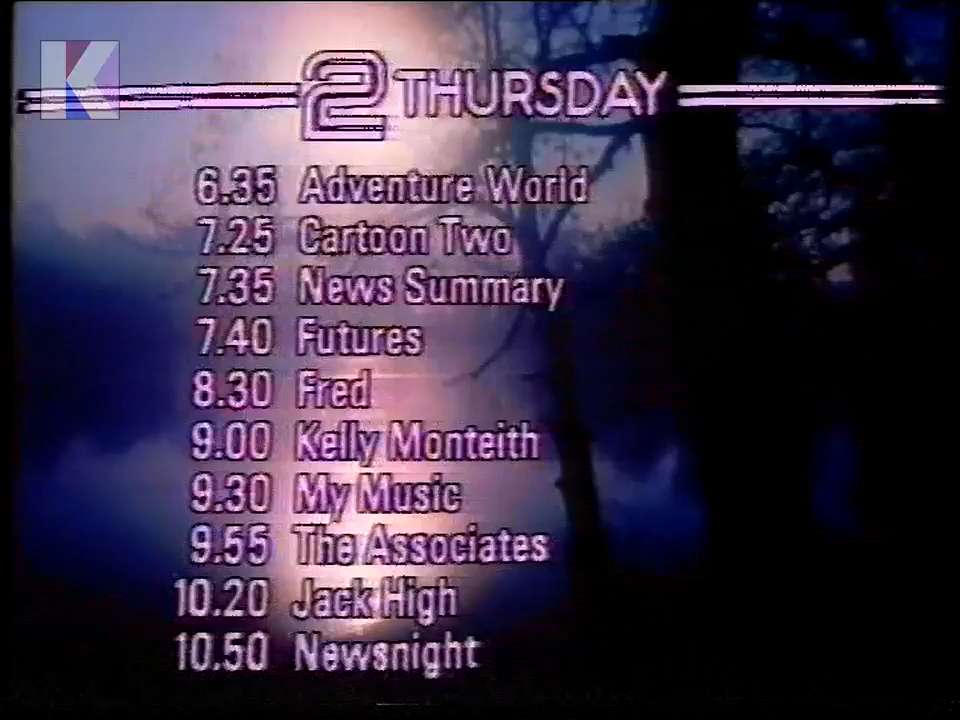 K
2 THURSDAY
6.35 Adventure World
7.25 Cartoon Two
7.35 News Summary
7.40 Futures
8.30 Fred
9.00 Kelly Monteith
9.30 My Music
9.55 The Associates
10.20 Jack High
10.50 Newsnight